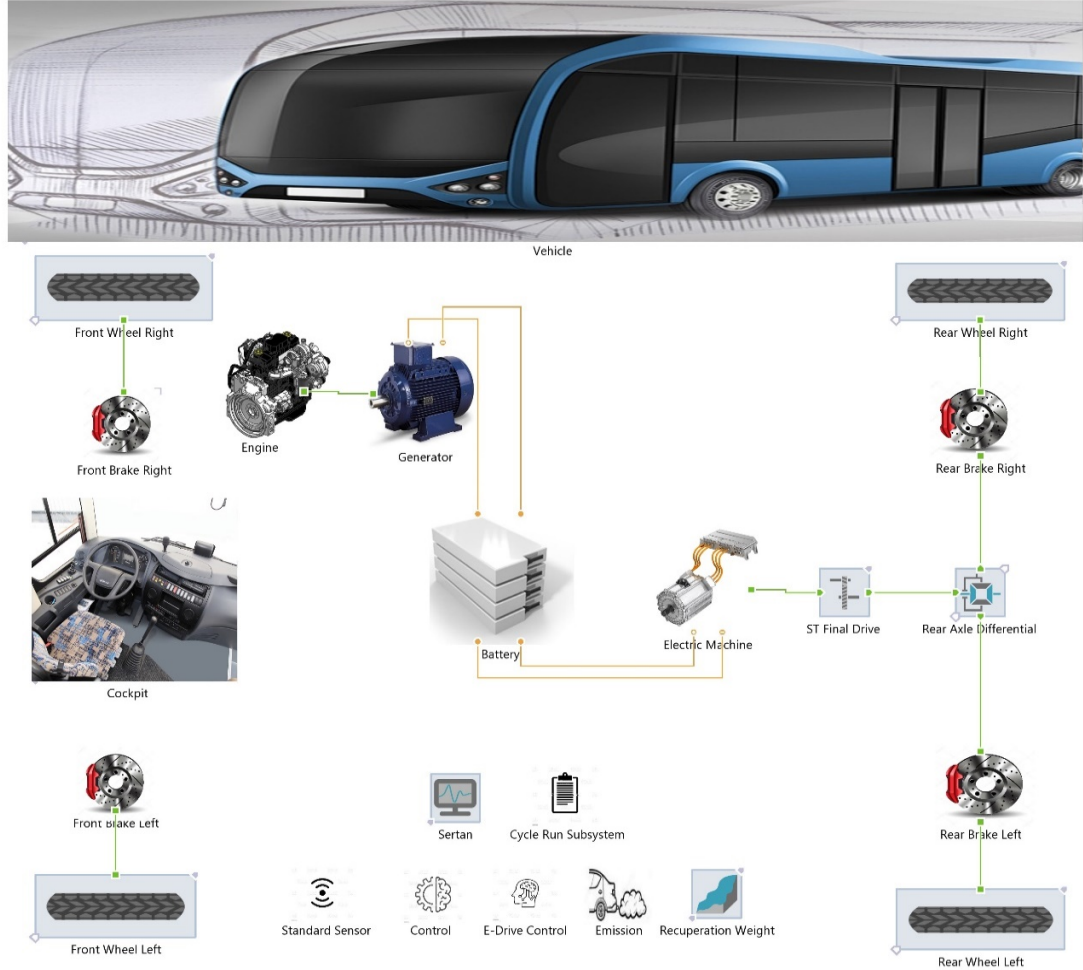 Vehicle
Front Wheel Right
Rear Wheel Right
Engine
Generator
Front Brake Right
Rear Brake Right
ST Final Drive
Rear Axle Differential
Electric Machine
Battery
Cockpit
Front Brake Left
Sertan
Cycle Run Subsystem
Rear Brake Left
Standard Sensor
Control
E-Drive Control
Emission
Recuperation Weight
Front Wheel Left
Rear Wheel Left